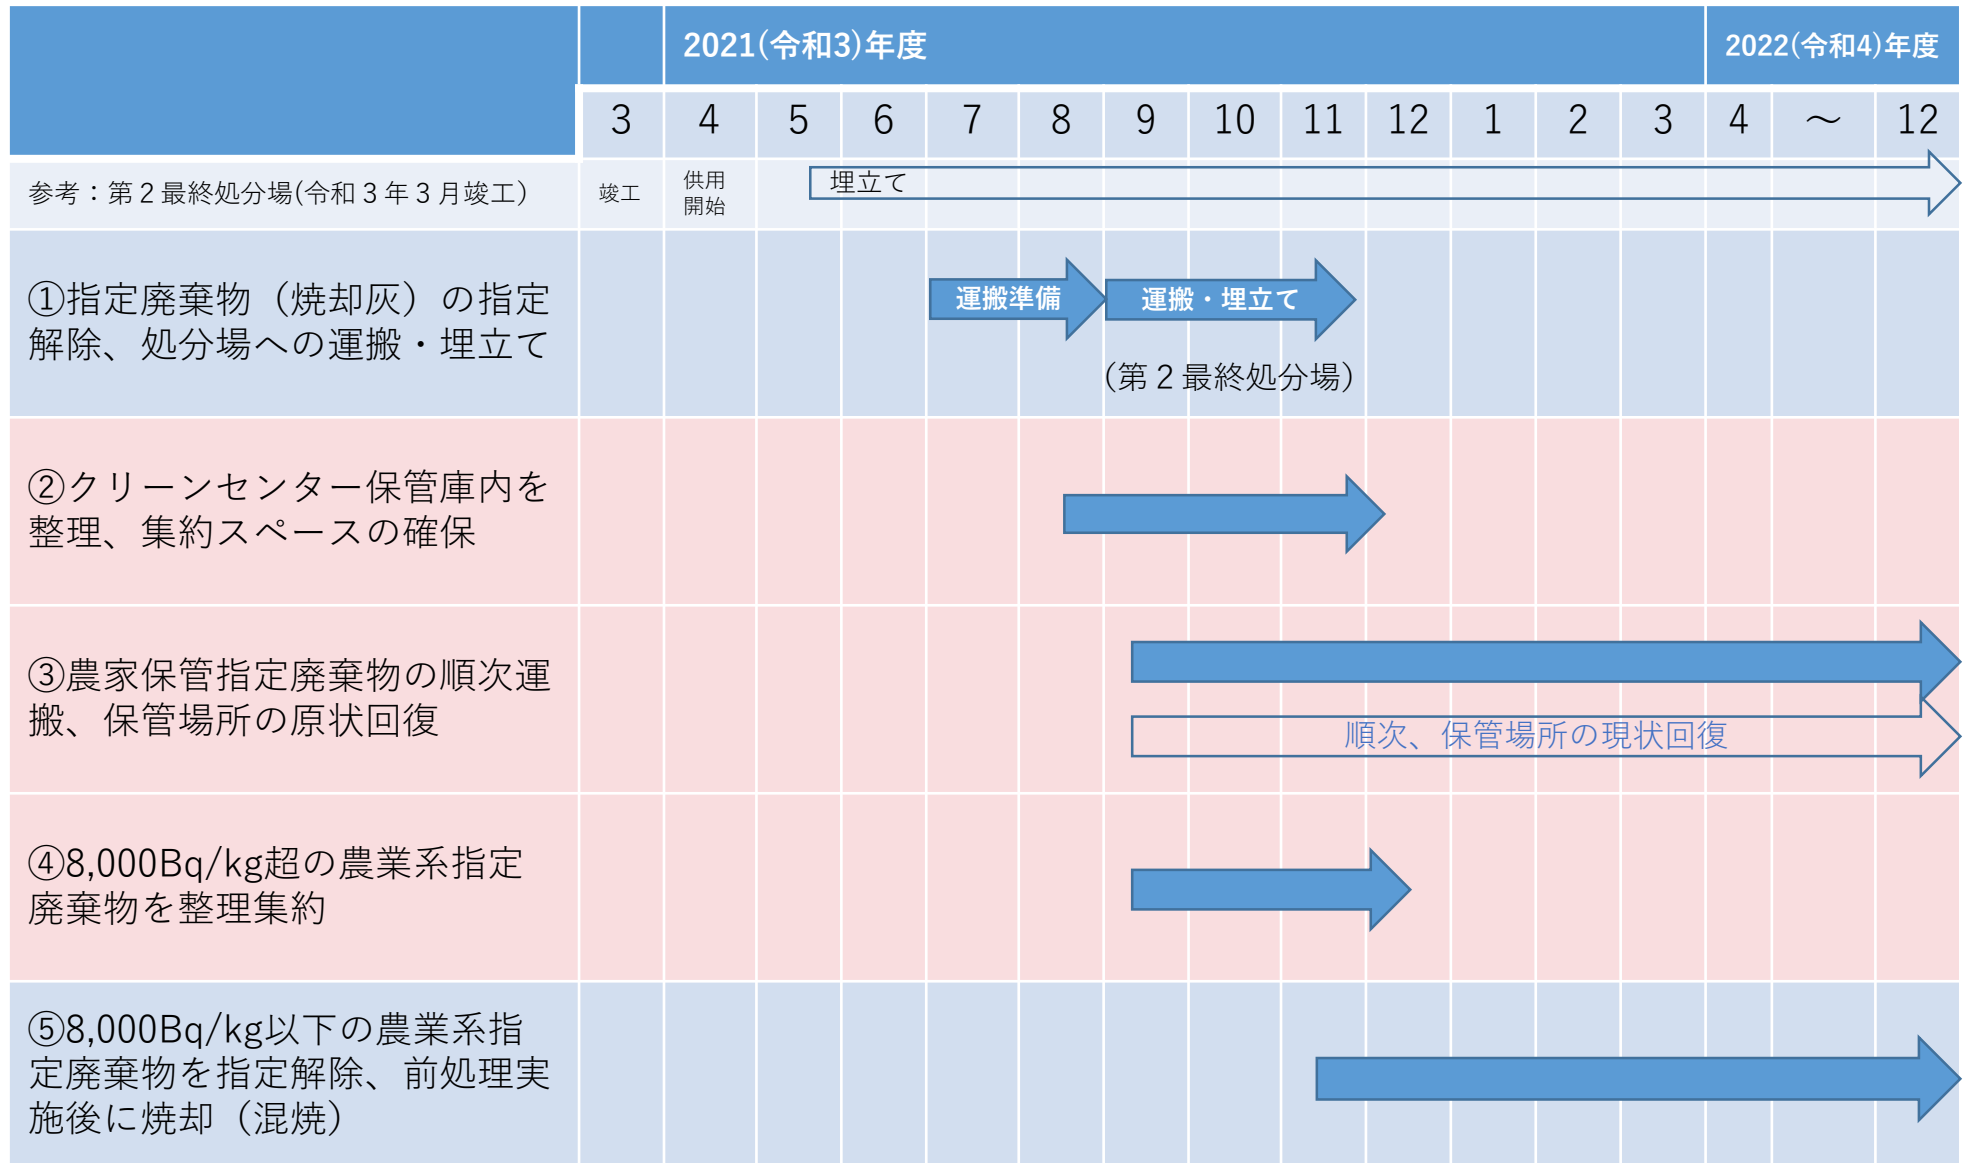 2021(令和3)年度
2022(令和4)年度
3 4 5 6 7 8 9 10 11 12 1 2 3 4 ～ 12
参考：第２最終処分場(令和３年３月竣工)
竣工
供用
開始
埋立て
①指定廃棄物（焼却灰）の指定
解除、処分場への運搬・埋立て
運搬準備
運搬・埋立て
(第２最終処分場)
②クリーンセンター保管庫内を
整理、集約スペースの確保
③農家保管指定廃棄物の順次運
搬、保管場所の原状回復
順次、保管場所の現状回復
④8,000Bq/kg超の農業系指定
廃棄物を整理集約
⑤8,000Bq/kg以下の農業系指
定廃棄物を指定解除、前処理実
施後に焼却（混焼）